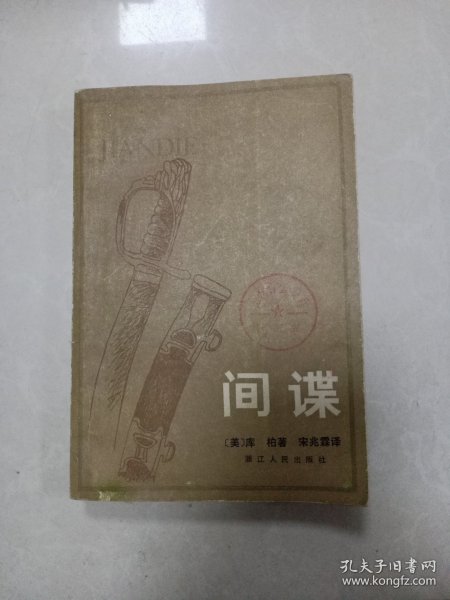 JIANDIE
间谍
〔美〕库 柏著 宋兆霖译
浙江人民出版社
孔夫子旧书网
www.kongfz.com